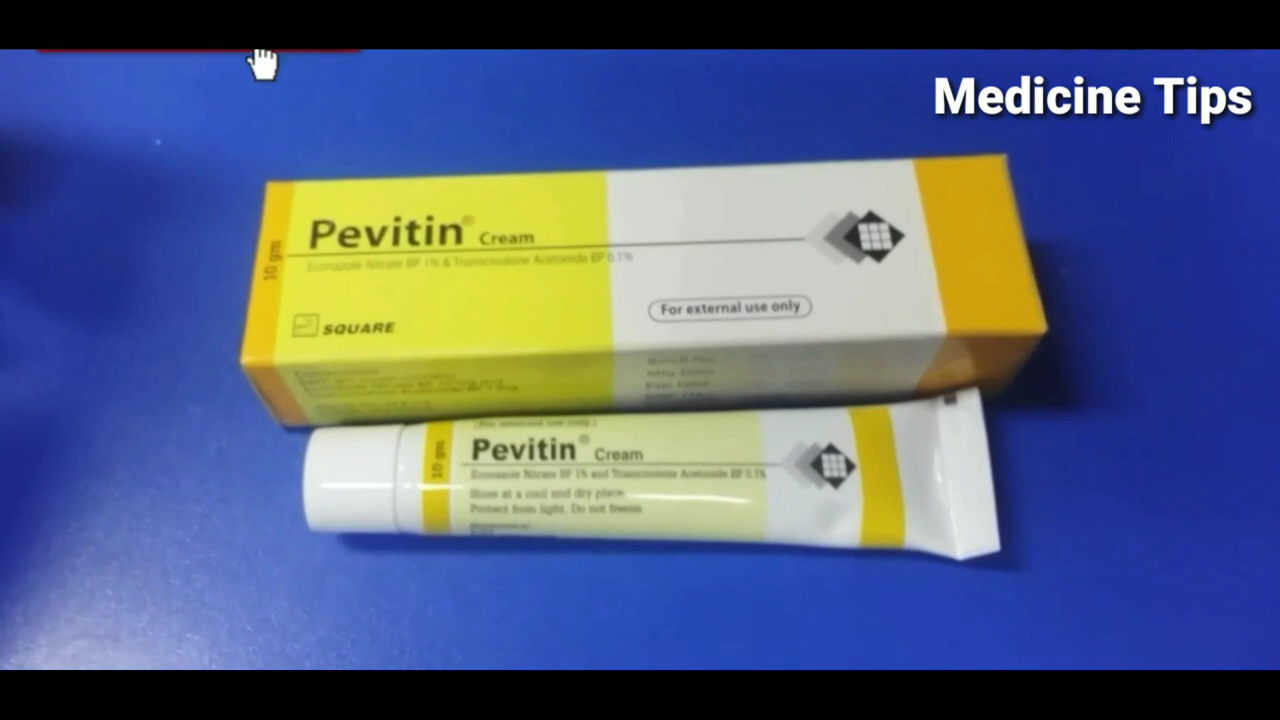 Medicine Tips
10 gm
Pevitin® Cream
Econazole Nitrate BP 1% & Triamcinolone Acetonide BP 0.1%
For external use only
SQUARE
10 gm
Pevitin® Cream
Econazole Nitrate BP 1% and Triamcinolone Acetonide BP 0.1%
Store at a cool and dry place.
Protect from light. Do not freeze.